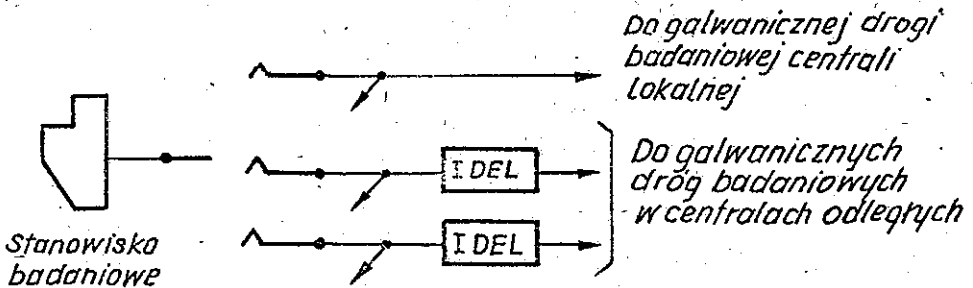 Do galwanicznej drogi
badaniowej centrali
lokalnej
I DEL
Do galwanicznych
dróg badaniowych
w centralach odległych
I DEL
Stanowisko
badaniowe